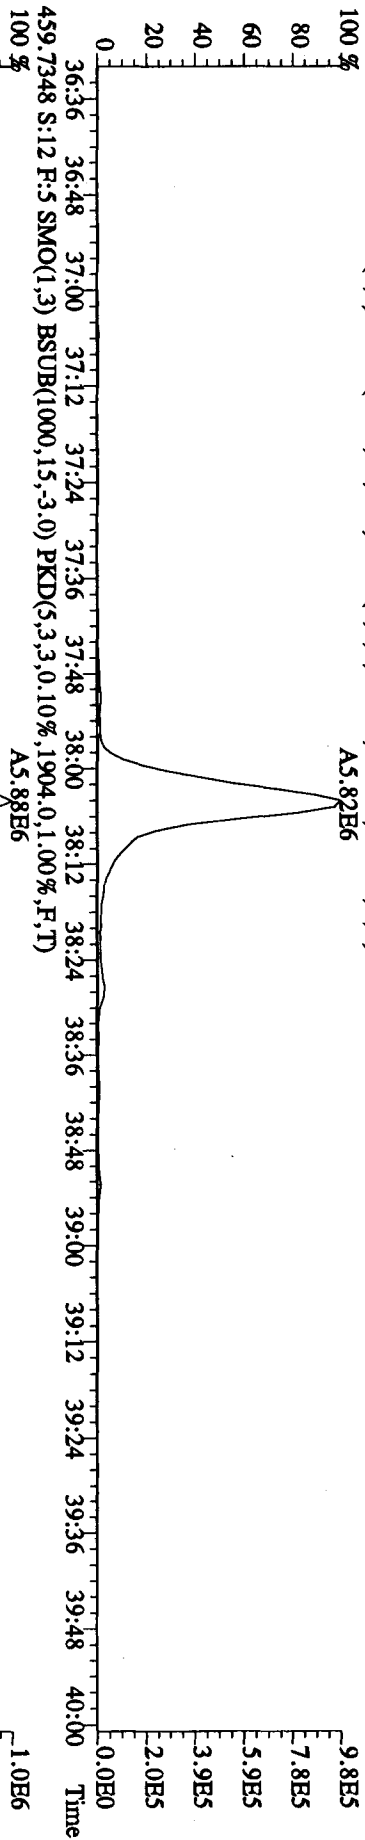 100 %
80
60
40
20
0
A5.82E6
9.8E5
7.8E5
5.9E5
3.9E5
2.0E5
0.0E0
36:36 36:48 37:00 37:12 37:24 37:36 37:48 38:00 38:12 38:24 38:36 38:48 39:00 39:12 39:24 39:36 39:48 40:00 Time
459.7348 S:12 F:5 SMO(1,3) BSUB(1000,15,-3.0) PKD(5,3,3,0.10%,1904.0,1.00%,F,T)
100 %
A5.88E6
1.0E6